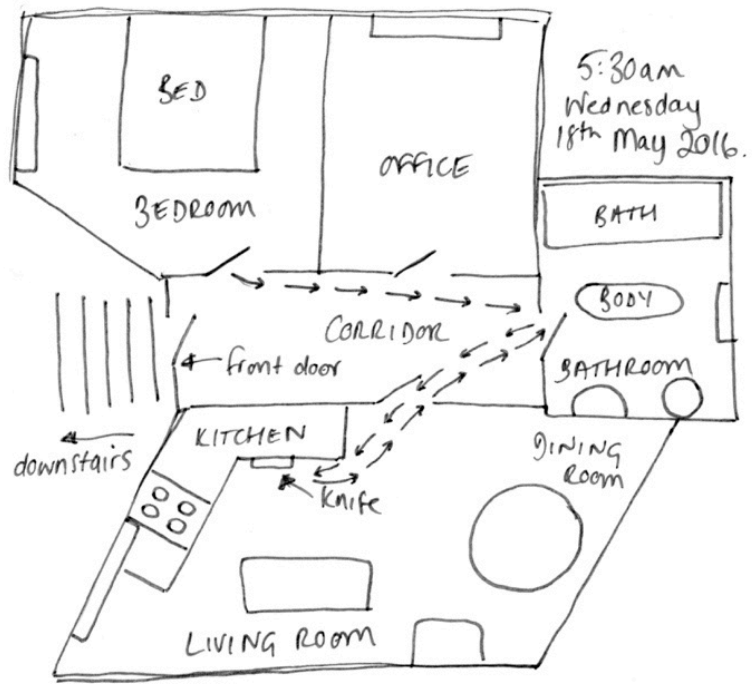 BED
5:30am
Wednesday
18th May 2016.
OFFICE
BEDROOM
BATH
BODY
CORRIDOR
front door
BATHROOM
KITCHEN
downstairs
DINING
ROOM
Knife
LIVING ROOM